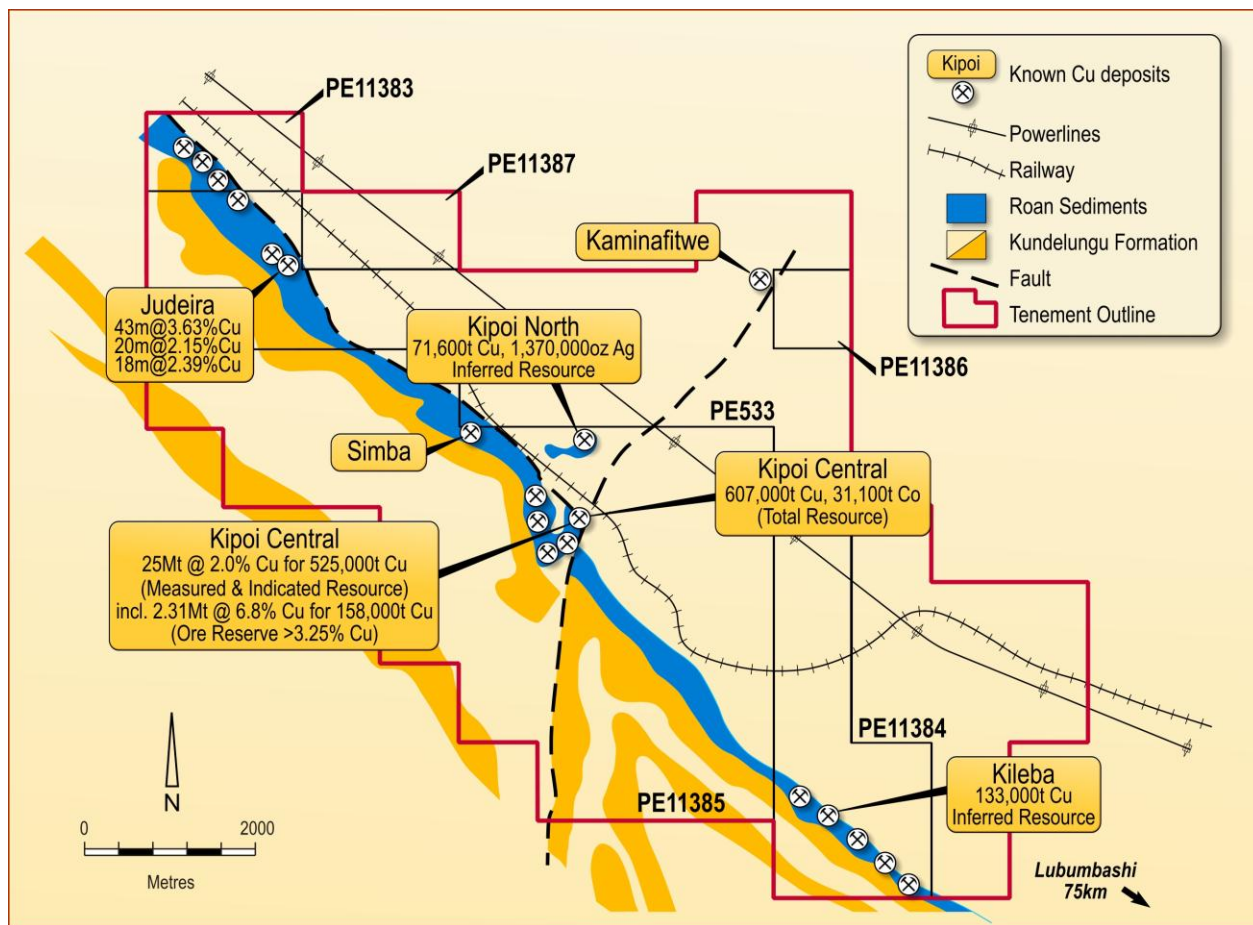 PE11383
PE11387
Kipoi
Known Cu deposits
Powerlines
Railway
Roan Sediments
Kundelungu Formation
Fault
Tenement Outline
Kaminafitwe
Judeira
43m@3.63%Cu
20m@2.15%Cu
18m@2.39%Cu
Kipoi North
71,600t Cu, 1,370,000oz Ag
Inferred Resource
PE11386
PE533
Simba
Kipoi Central
607,000t Cu, 31,100t Co
(Total Resource)
Kipoi Central
25Mt @ 2.0% Cu for 525,000t Cu
(Measured & Indicated Resource)
incl. 2.31Mt @ 6.8% Cu for 158,000t Cu
(Ore Reserve >3.25% Cu)
PE11384
Kileba
133,000t Cu
Inferred Resource
PE11385
N
0 2000
Metres
Lubumbashi
75km